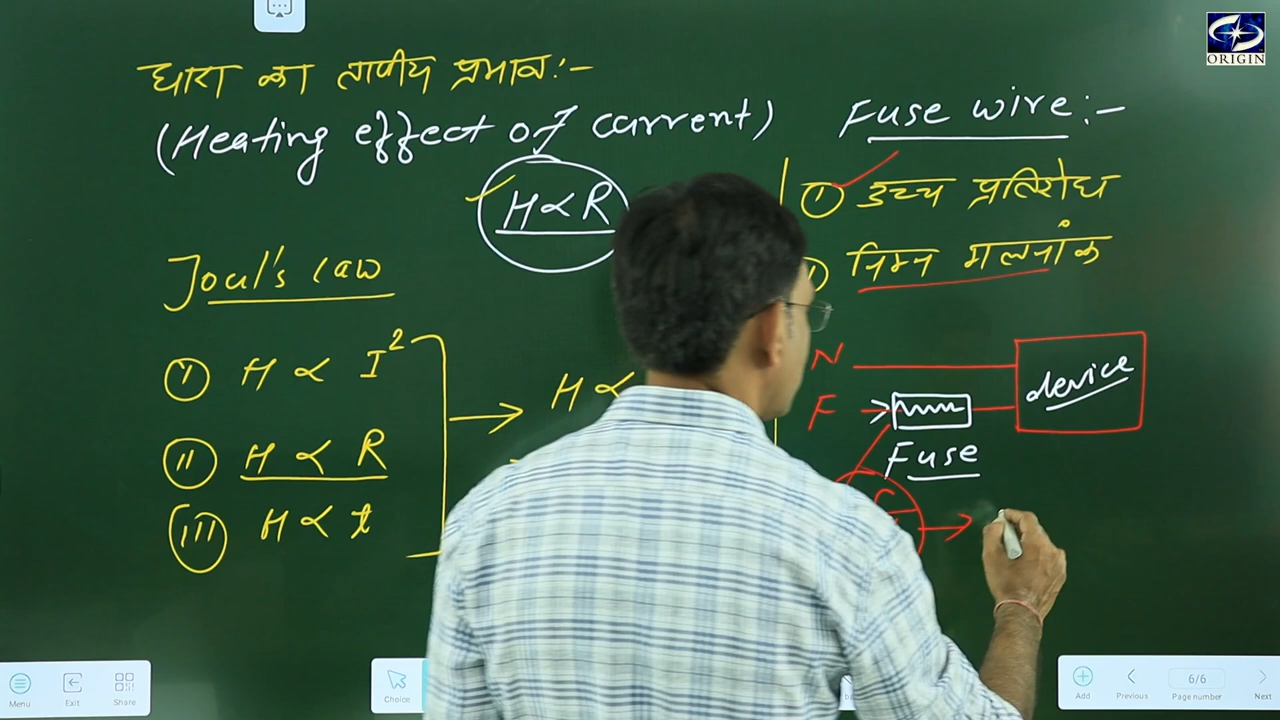 धारा का तापीय प्रभाव:-
(Heating effect of current)
H ∝ R
Joul's law
(i) H ∝ I²
(ii) H ∝ R
(iii) H ∝ t
H ∝
Fuse wire:-
(i) उच्च प्रतिरोध
निम्न गलनांक
N
F
device
Fuse
ORIGIN
Menu
Exit
Share
Choice
Add
Previous
6/6
Page number
Next